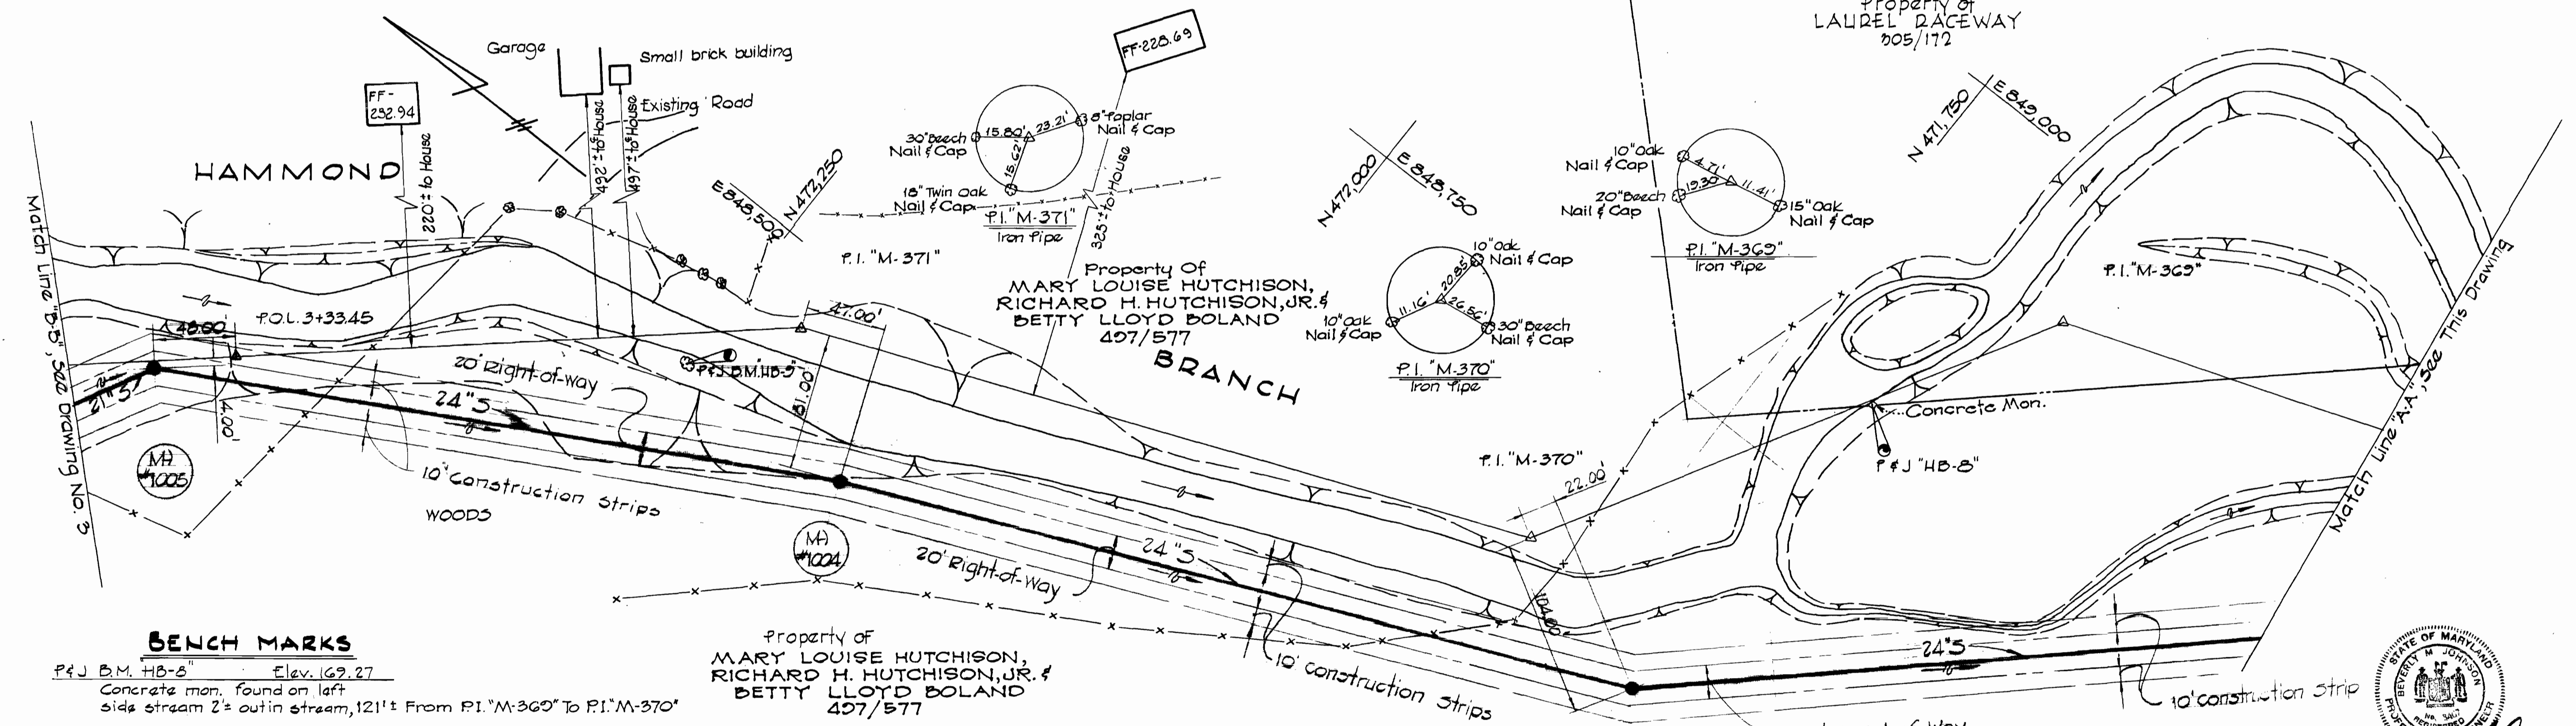 Property of
LAUREL RACEWAY
305/172
Garage
Small brick building
Existing Road
FF-
232.94
FF-228.69
220'± to House
492'± to House
497'± to House
325'± to House
HAMMOND
BRANCH
E 848,500
N 472,250
N 472,000
E 848,750
N 471,750
E 849,000
30" Beech
Nail & Cap
15.80'
23.21'
15.62'
8" Poplar
Nail & Cap
18" Twin Oak
Nail & Cap
P.I. "M-371"
Iron Pipe
P.I. "M-371"
10" Oak
Nail & Cap
4.71'
20" Beech
Nail & Cap
19.30'
11.41'
15" Oak
Nail & Cap
P.I. "M-369"
Iron Pipe
P.I. "M-369"
10" Oak
Nail & Cap
20.85'
10" Oak
Nail & Cap
11.16'
26.56'
30" Beech
Nail & Cap
P.I. "M-370"
Iron Pipe
P.I. "M-370"
Property Of
MARY LOUISE HUTCHISON,
RICHARD H. HUTCHISON, JR. &
BETTY LLOYD BOLAND
497/577
Match Line "B-B", See Drawing No. 3
48.00'
P.O.L. 3+33.45
21"S
4.00'
MH
#1005
20' Right-of-way
24"S
P&J B.M. HB-9"
47.00'
81.00'
10' Construction Strips
WOODS
MH
#1004
20' Right-of-Way
24"S
22.00'
104.00'
10' construction Strips
Concrete Mon.
P & J "HB-8"
Match Line "A-A", See This Drawing
24"S
10' construction Strip
BENCH MARKS
P&J B.M. "HB-8" Elev. 169.27
Concrete mon. found on left
side stream 2'± out in stream, 121'± From P.I. "M-369" To P.I. "M-370"
Property of
MARY LOUISE HUTCHISON,
RICHARD H. HUTCHISON, JR. &
BETTY LLOYD BOLAND
497/577
STATE OF MARYLAND
BEVERLY M JOHNSON
REGISTERED